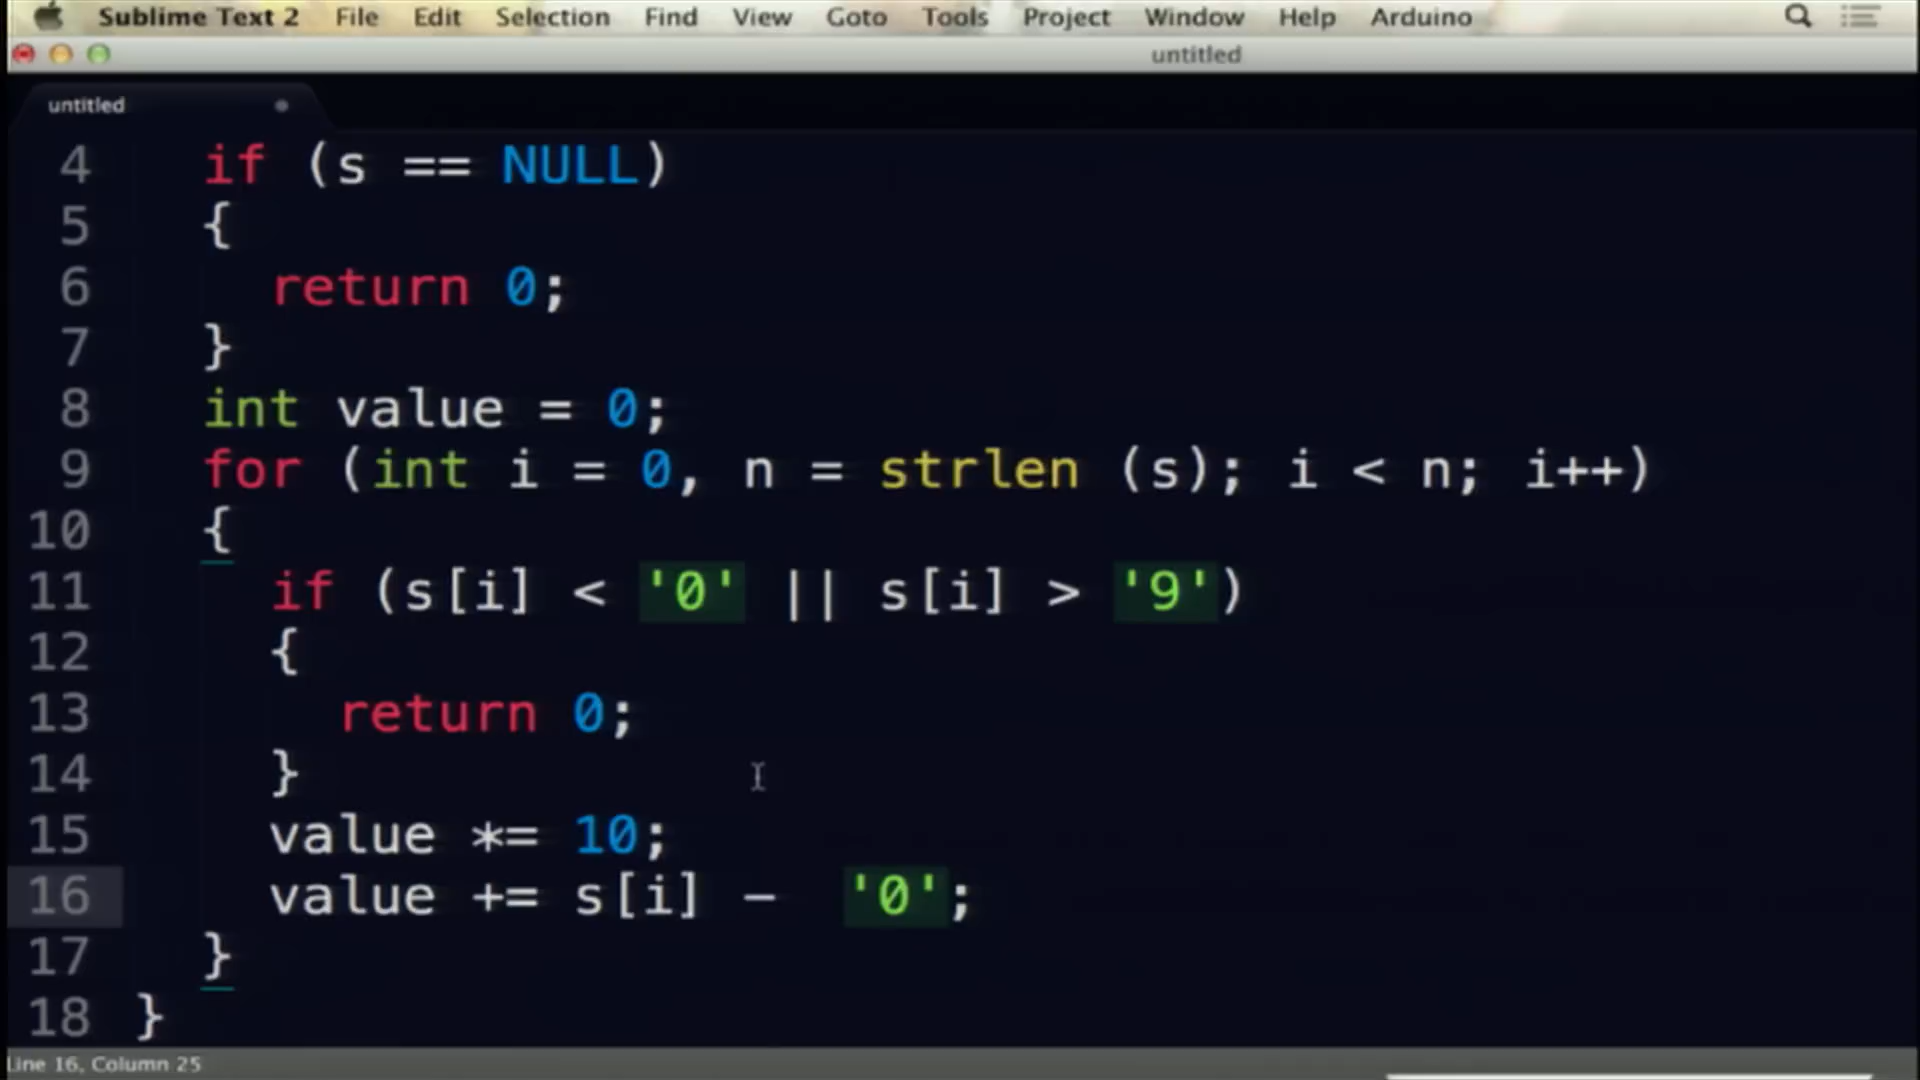 Sublime Text 2 File Edit Selection Find View Goto Tools Project Window Help Arduino
untitled
untitled
4 if (s == NULL)
5 {
6 return 0;
7 }
8 int value = 0;
9 for (int i = 0, n = strlen (s); i < n; i++)
10 {
11 if (s[i] < '0' || s[i] > '9')
12 {
13 return 0;
14 }
15 value *= 10;
16 value += s[i] - '0';
17 }
18 }
Line 16, Column 25